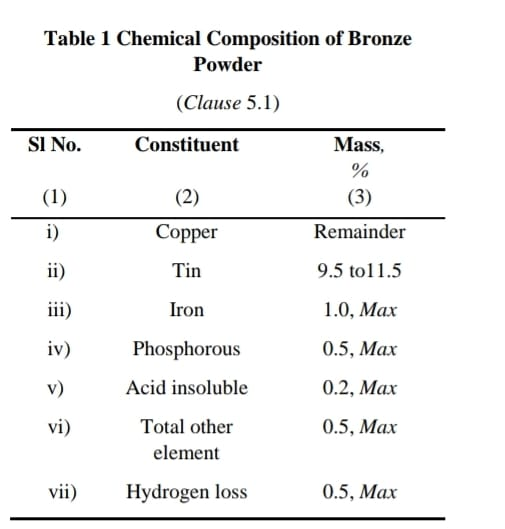 Table 1 Chemical Composition of Bronze
Powder
(Clause 5.1)
Sl No. Constituent Mass,
%
(1) (2) (3)
i) Copper Remainder
ii) Tin 9.5 to11.5
iii) Iron 1.0, Max
iv) Phosphorous 0.5, Max
v) Acid insoluble 0.2, Max
vi) Total other 0.5, Max
element
vii) Hydrogen loss 0.5, Max